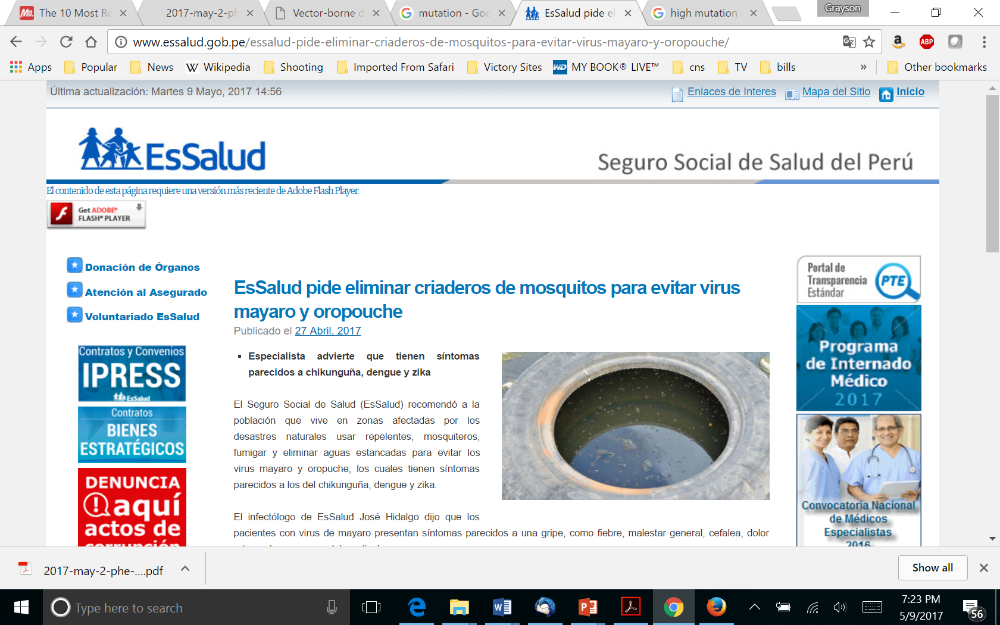 The 10 Most Re
2017-may-2-ph
Vector-borne d
mutation - Goo
EsSalud pide el
high mutation
Grayson
www.essalud.gob.pe/essalud-pide-eliminar-criaderos-de-mosquitos-para-evitar-virus-mayaro-y-oropouche/
ABP
Apps Popular News Wikipedia Shooting Imported From Safari Victory Sites MY BOOK® LIVE™ cns TV bills » Other bookmarks
Última actualización: Martes 9 Mayo, 2017 14:56
Enlaces de Interes Mapa del Sitio Inicio
EsSalud
Seguro Social de Salud del Perú
El contenido de esta página requiere una versión más reciente de Adobe Flash Player.
Get ADOBE®
FLASH® PLAYER
Donación de Órganos
Atención al Asegurado
Voluntariado EsSalud
Contratos y Convenios
IPRESS
EsSalud
Contratos
BIENES
ESTRATÉGICOS
DENUNCIA
aquí
actos de
corrupción
EsSalud pide eliminar criaderos de mosquitos para evitar virus
mayaro y oropouche
Publicado el 27 Abril, 2017
Especialista advierte que tienen síntomas
parecidos a chikunguña, dengue y zika
El Seguro Social de Salud (EsSalud) recomendó a la
población que vive en zonas afectadas por los
desastres naturales usar repelentes, mosquiteros,
fumigar y eliminar aguas estancadas para evitar los
virus mayaro y oropuche, los cuales tienen síntomas
parecidos a los del chikunguña, dengue y zika.
El infectólogo de EsSalud José Hidalgo dijo que los
pacientes con virus de mayaro presentan síntomas parecidos a una gripe, como fiebre, malestar general, cefalea, dolor
Portal de
Transparencia
Estándar
PTE
Programa
de Internado
Médico
2017
Convocatoria Nacional
de Médicos
Especialistas
2016
2017-may-2-phe-....pdf
Show all
Type here to search
7:23 PM
5/9/2017
56